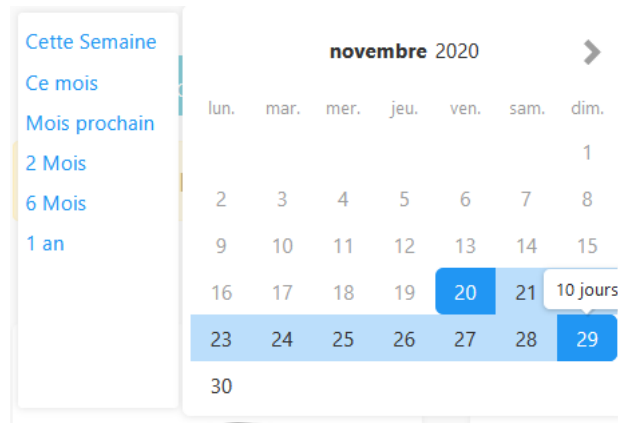 Cette Semaine
Ce mois
Mois prochain
2 Mois
6 Mois
1 an
novembre 2020
lun. mar. mer. jeu. ven. sam. dim.
1
2 3 4 5 6 7 8
9 10 11 12 13 14 15
16 17 18 19 20 21 10 jours
23 24 25 26 27 28 29
30